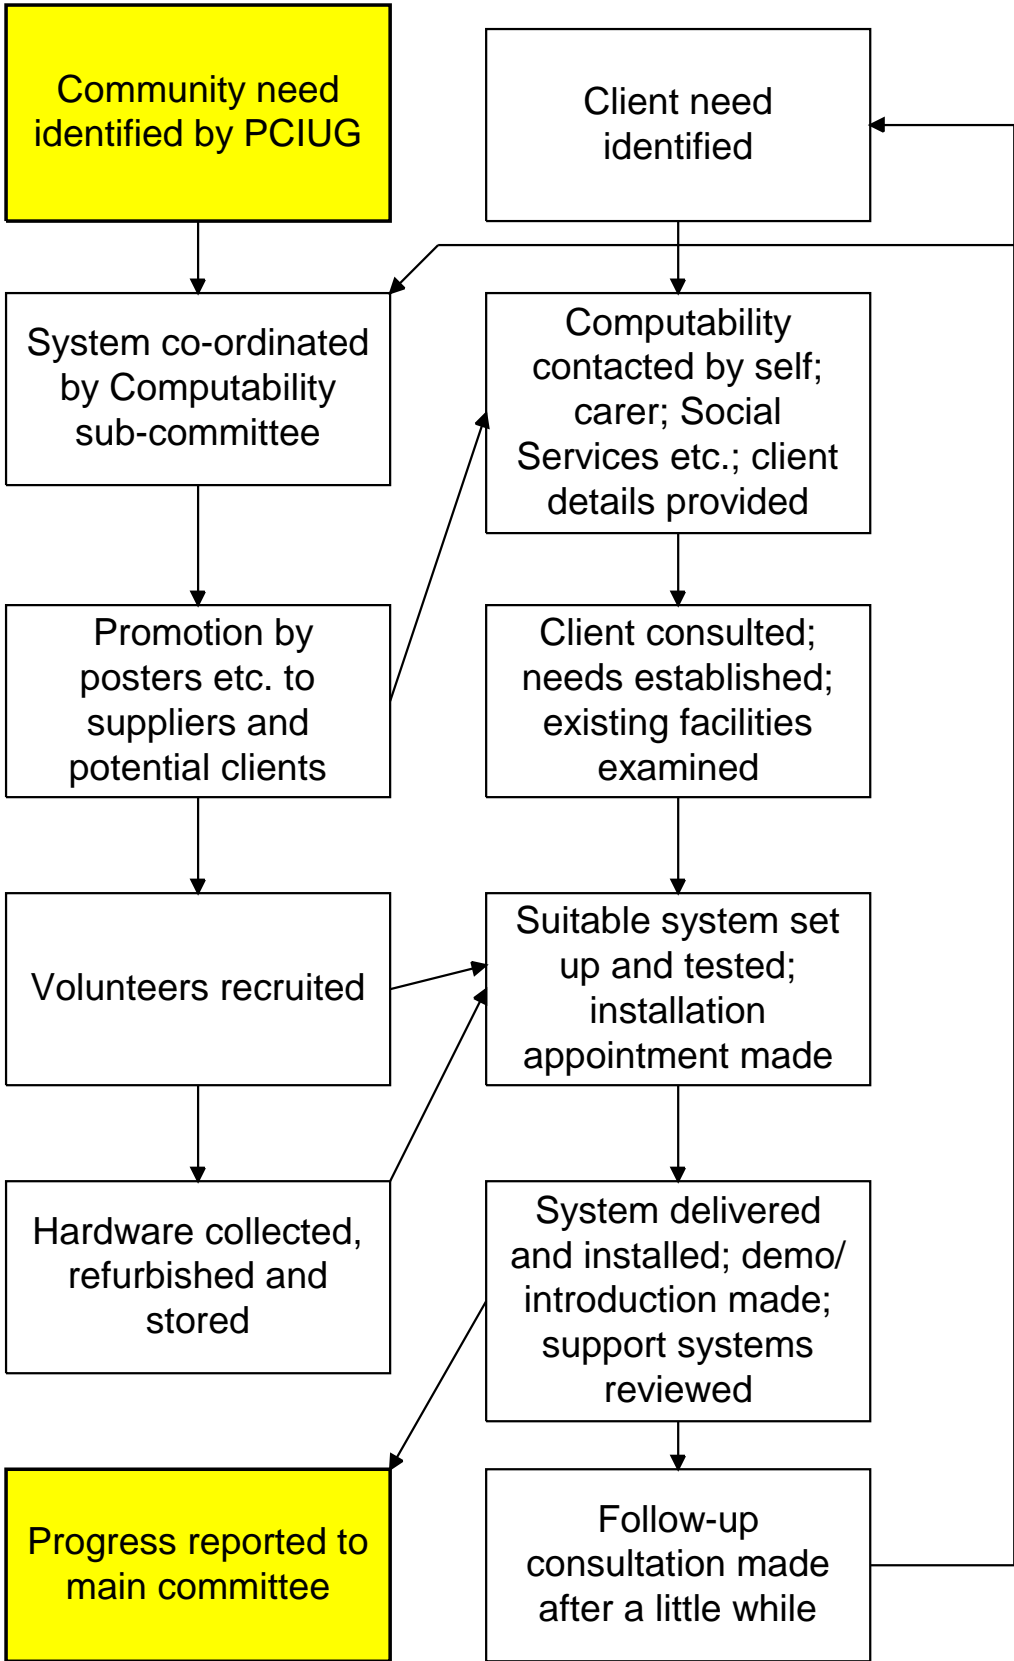 Community need
identified by PCIUG
Client need
identified
System co-ordinated
by Computability
sub-committee
Computability
contacted by self;
carer; Social
Services etc.; client
details provided
Promotion by
posters etc. to
suppliers and
potential clients
Client consulted;
needs established;
existing facilities
examined
Volunteers recruited
Suitable system set
up and tested;
installation
appointment made
Hardware collected,
refurbished and
stored
System delivered
and installed; demo/
introduction made;
support systems
reviewed
Progress reported to
main committee
Follow-up
consultation made
after a little while